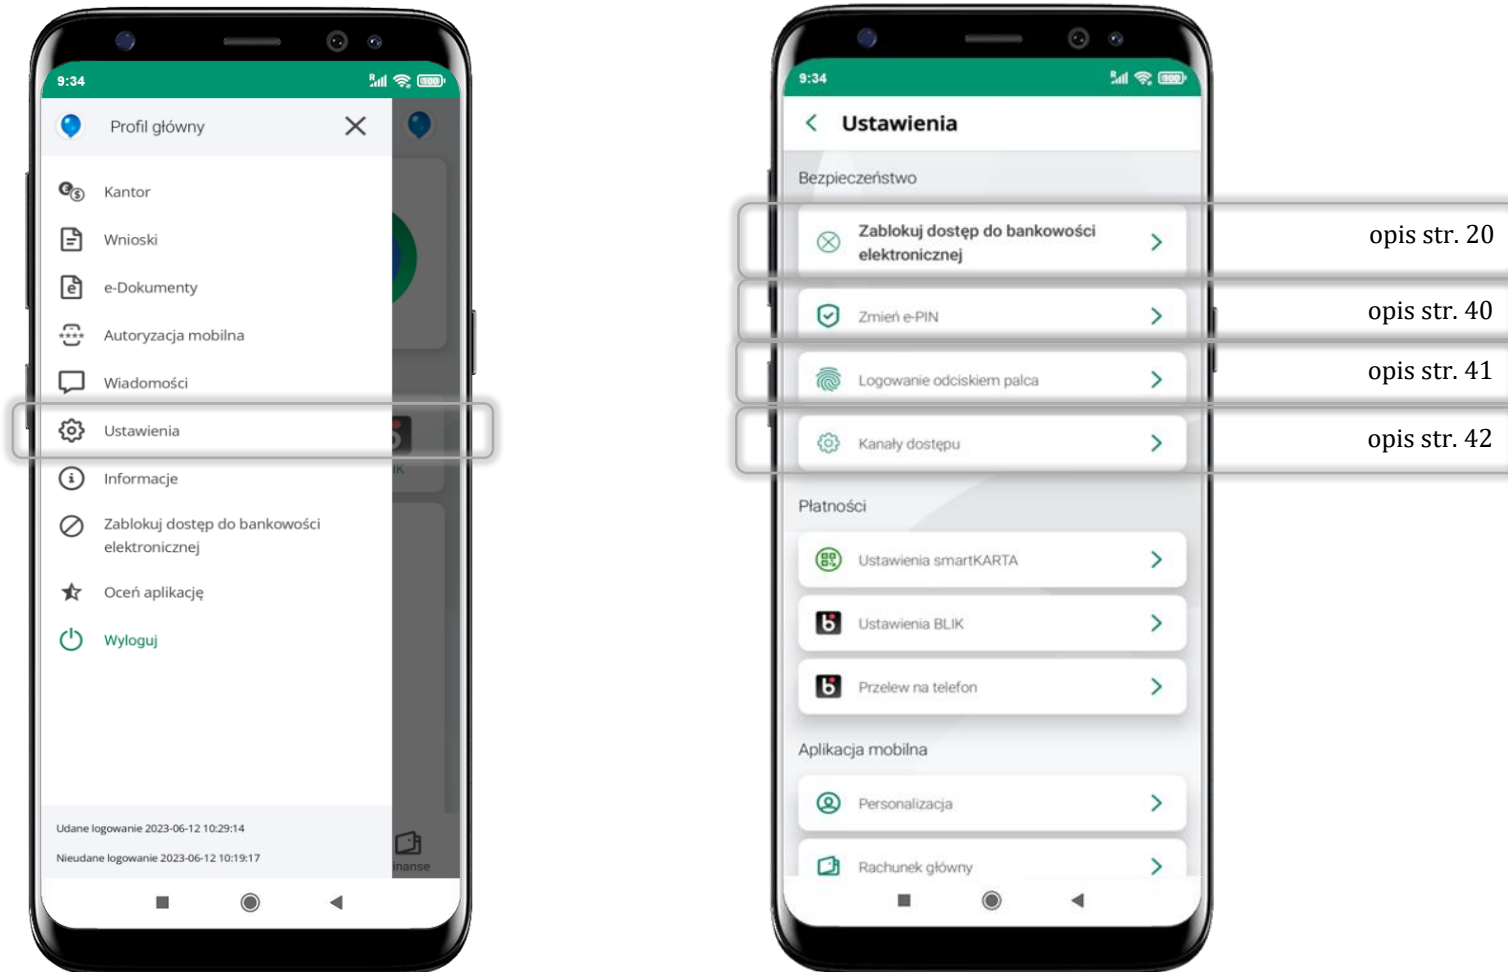 9:34
Profil główny
Kantor
Wnioski
e-Dokumenty
Autoryzacja mobilna
Wiadomości
Ustawienia
Informacje
Zablokuj dostęp do bankowości
elektronicznej
Oceń aplikację
Wyloguj
IK
Udane logowanie 2023-06-12 10:29:14
Nieudane logowanie 2023-06-12 10:19:17
inanse
9:34
Ustawienia
Bezpieczeństwo
Zablokuj dostęp do bankowości
elektronicznej
opis str. 20
Zmień e-PIN
opis str. 40
Logowanie odciskiem palca
opis str. 41
Kanały dostępu
opis str. 42
Płatności
Ustawienia smartKARTA
Ustawienia BLIK
Przelew na telefon
Aplikacja mobilna
Personalizacja
Rachunek główny